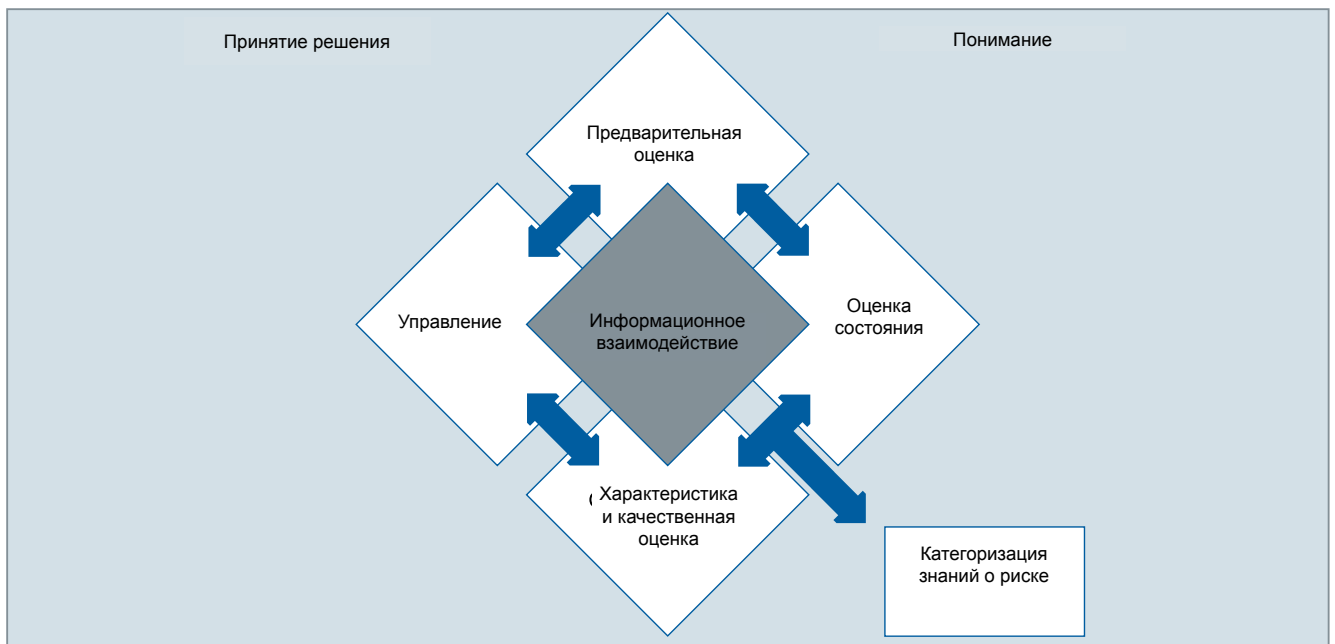 Принятие решения
Понимание
Предварительная
оценка
Управление
Информационное
взаимодействие
Оценка
состояния
Характеристика
и качественная
оценка
Категоризация
знаний о риске